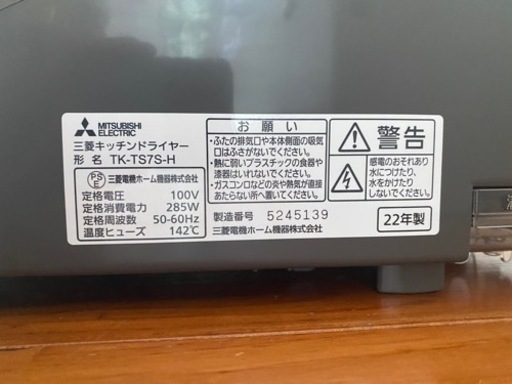 MITSUBISHI
ELECTRIC
三菱キッチンドライヤー
形 名 TK-TS7S-H
PS
E
三菱電機ホーム機器株式会社
定格電圧 100V
定格消費電力 285W
定格周波数 50-60Hz
温度ヒューズ 142℃
お願い
・ふたの排気口や本体側面の吸気
口はふさがないでください。
・熱に弱いプラスチックの食器や
漆器はいれないでください。
・ガスコンロなどの炎や熱気が直接
あたらない所へ置いてください。
製造番号 5245139
三菱電機ホーム機器株式会社
警告
感電のおそれあり
水につけたり、
水をかけたり
しないでください。
22年製